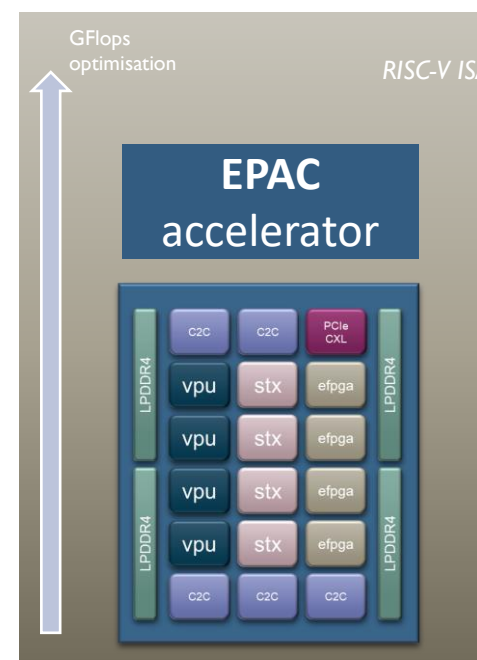 GFlops
optimisation
RISC-V IS
EPAC
accelerator
LPDDR4
C2C C2C PCIe
CXL
LPDDR4
vpu stx efpga
vpu stx efpga
LPDDR4
vpu stx efpga
LPDDR4
vpu stx efpga
C2C C2C C2C